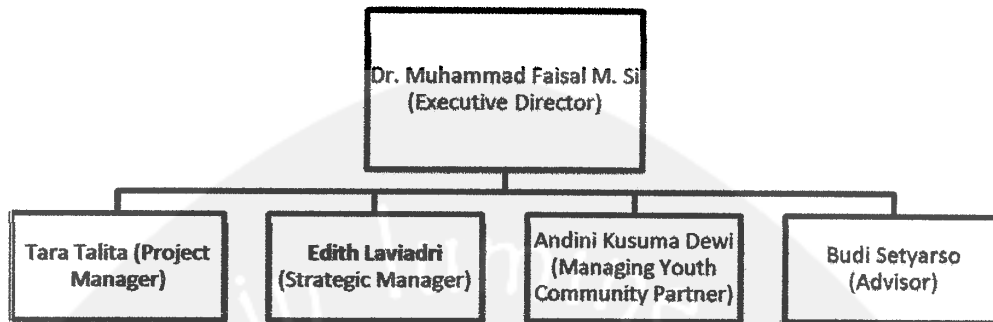 Dr. Muhammad Faisal M. Si
(Executive Director)
Tara Talita (Project
Manager)
Edith Laviadri
(Strategic Manager)
Andini Kusuma Dewi
(Managing Youth
Community Partner)
Budi Setyarso
(Advisor)